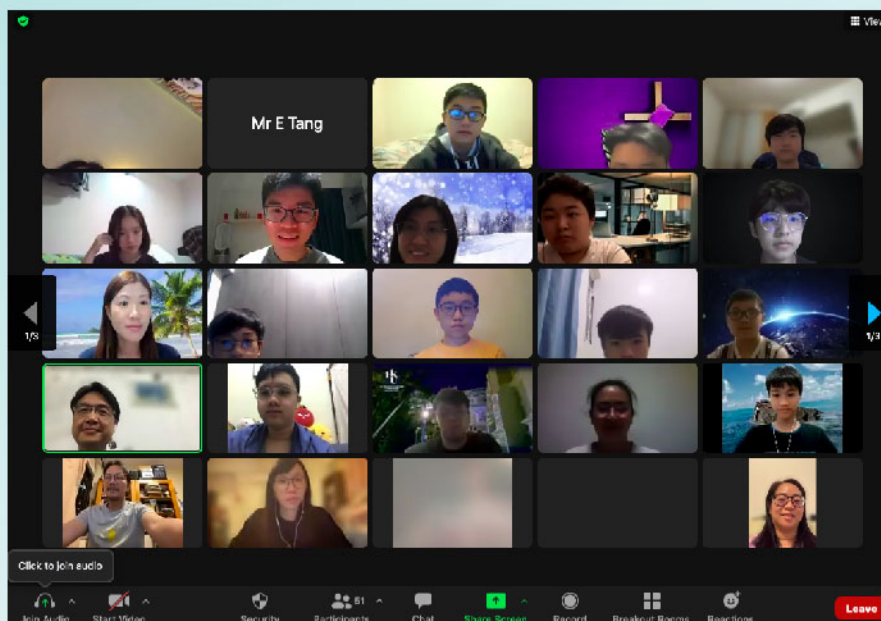 View
Mr E Tang
1/3
1/3
Click to join audio
51
Join Audio
Start Video
Security
Participants
Chat
Share Screen
Record
Breakout Rooms
Reactions
Leave